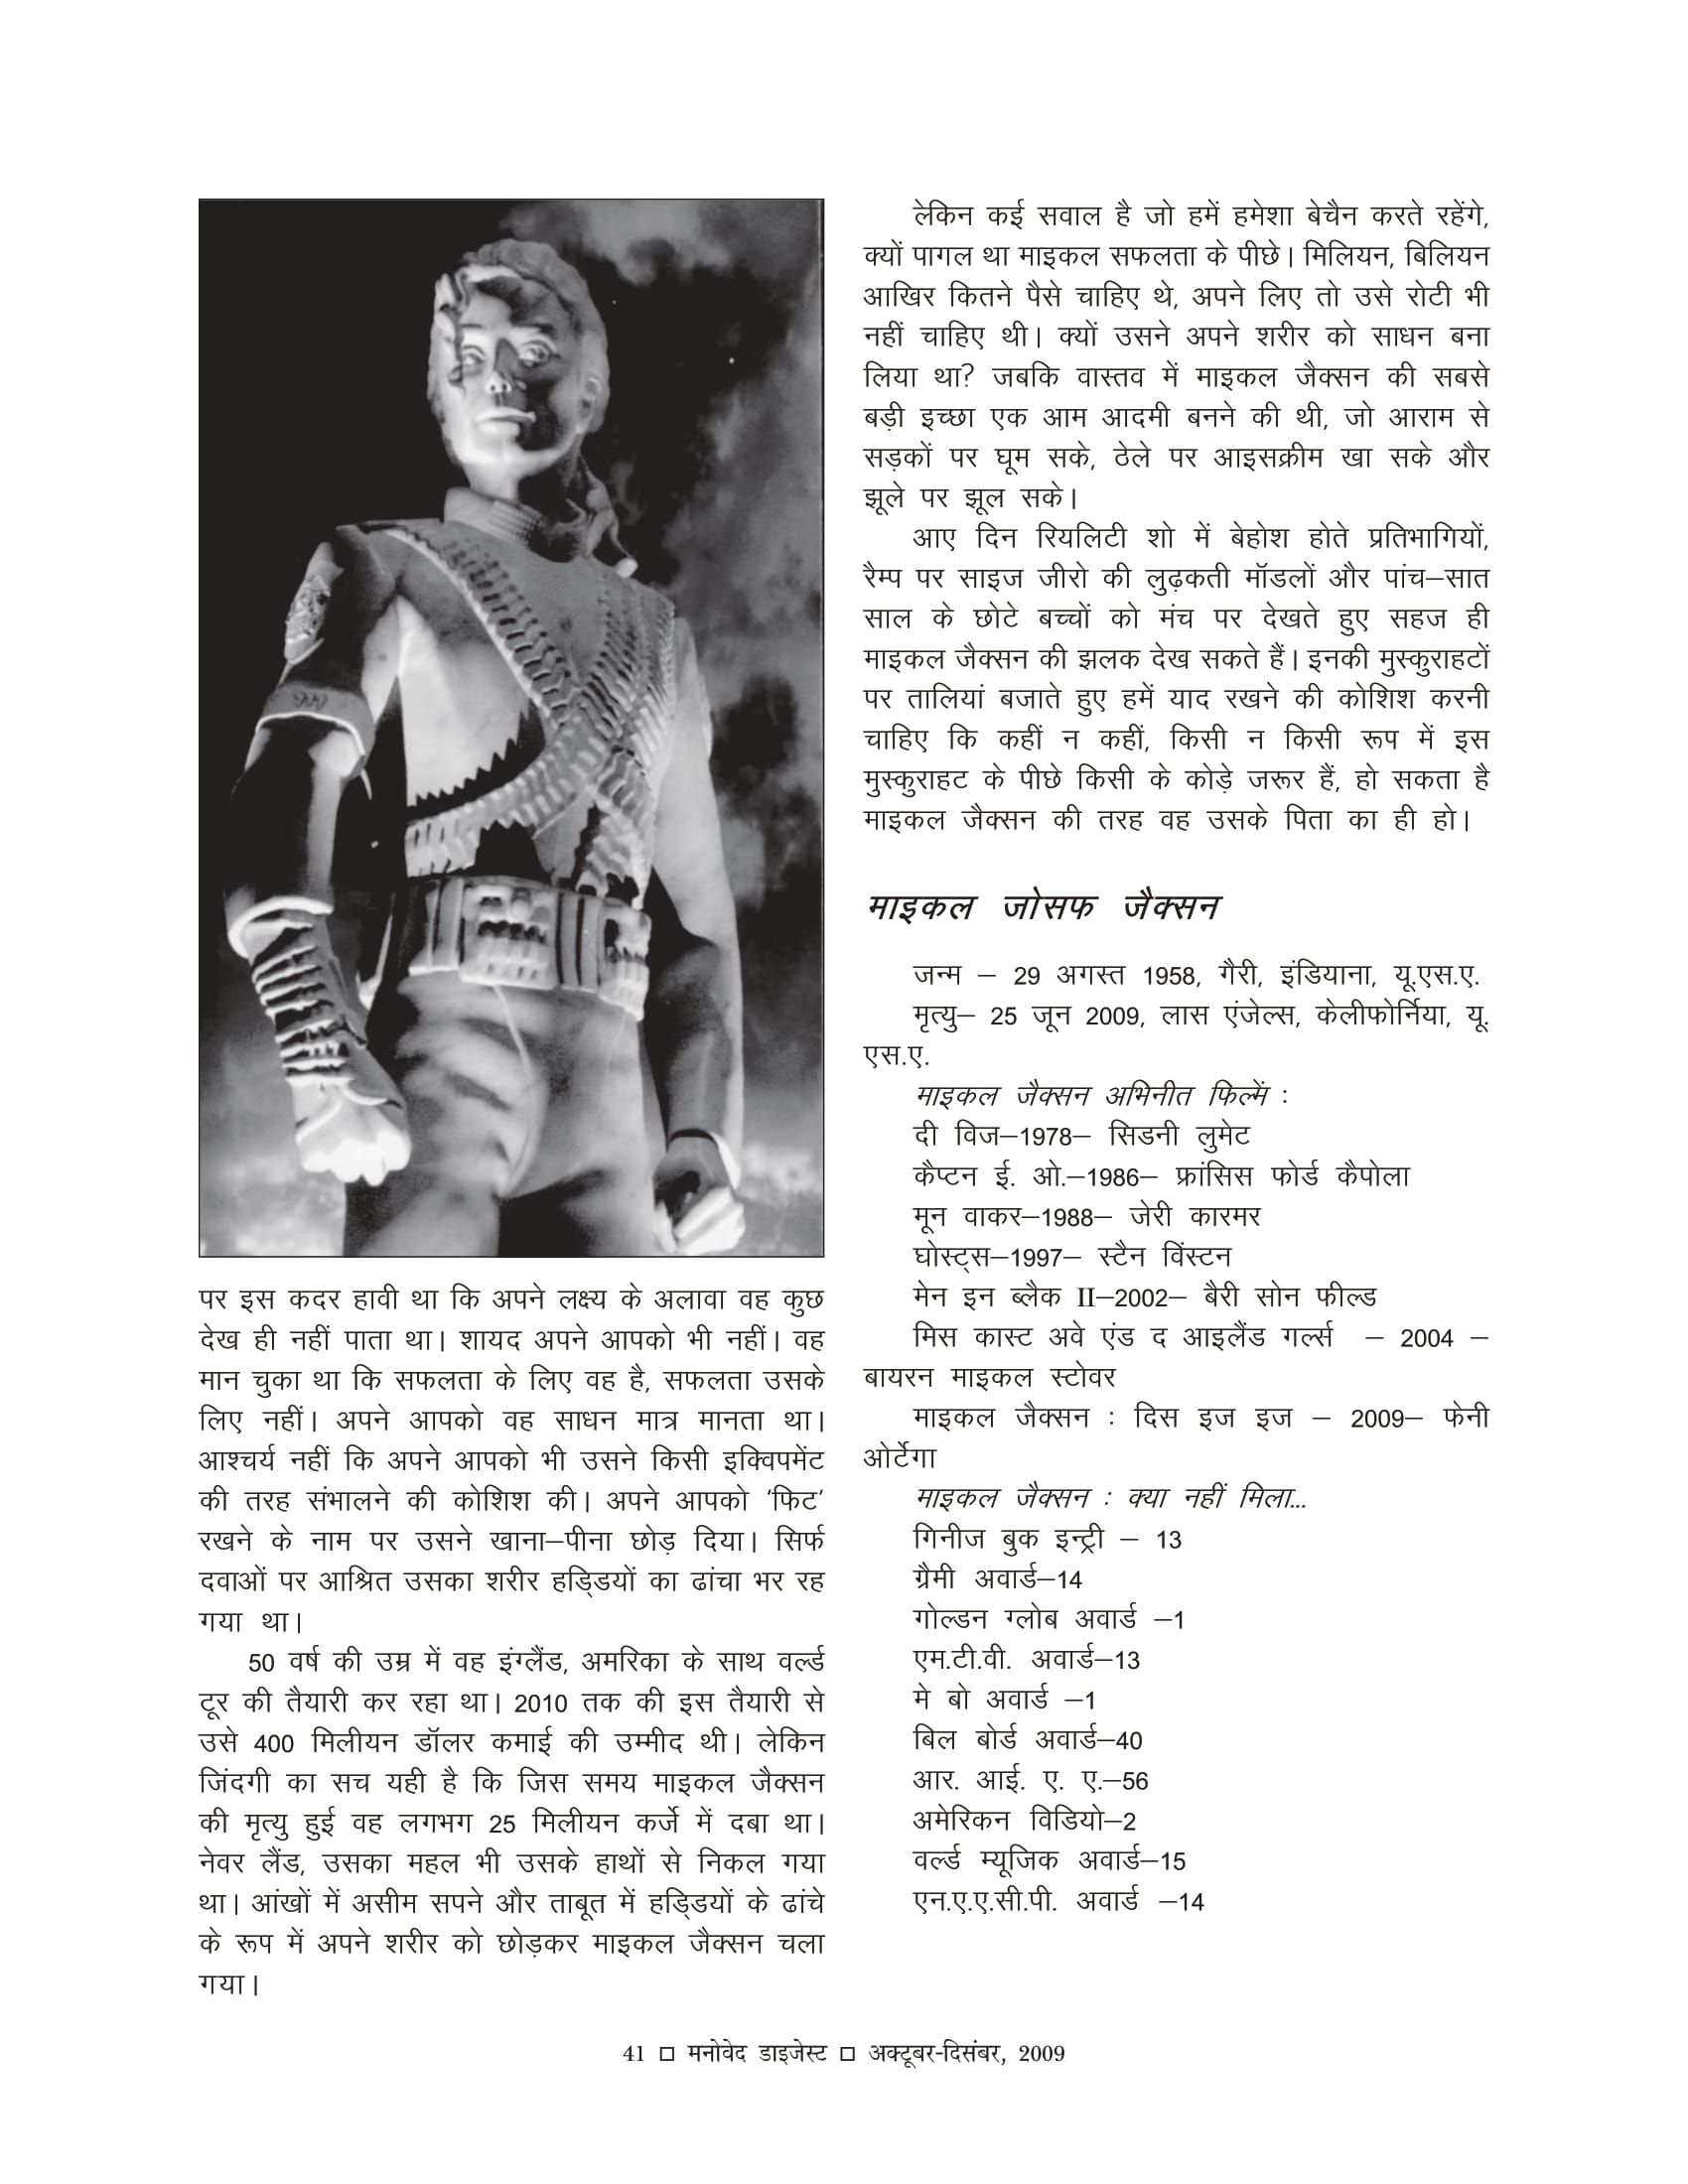 पर इस कदर हावी था कि अपने लक्ष्य के अलावा वह कुछ
देख ही नहीं पाता था। शायद अपने आपको भी नहीं। वह
मान चुका था कि सफलता के लिए वह है, सफलता उसके
लिए नहीं। अपने आपको वह साधन मात्र मानता था।
आश्चर्य नहीं कि अपने आपको भी उसने किसी इक्विपमेंट
की तरह संभालने की कोशिश की। अपने आपको ‘फिट’
रखने के नाम पर उसने खाना–पीना छोड़ दिया। सिर्फ
दवाओं पर आश्रित उसका शरीर हडि्डयों का ढांचा भर रह
गया था।
50 वर्ष की उम्र में वह इंग्लैंड, अमरिका के साथ वर्ल्ड
टूर की तैयारी कर रहा था। 2010 तक की इस तैयारी से
उसे 400 मिलीयन डॉलर कमाई की उम्मीद थी। लेकिन
जिंदगी का सच यही है कि जिस समय माइकल जैक्सन
की मृत्यु हुई वह लगभग 25 मिलीयन कर्जे में दबा था।
नेवर लैंड, उसका महल भी उसके हाथों से निकल गया
था। आंखों में असीम सपने और ताबूत में हडि्डयों के ढांचे
के रूप में अपने शरीर को छोड़कर माइकल जैक्सन चला
गया।
लेकिन कई सवाल है जो हमें हमेशा बेचैन करते रहेंगे,
क्यों पागल था माइकल सफलता के पीछे। मिलियन, बिलियन
आखिर कितने पैसे चाहिए थे, अपने लिए तो उसे रोटी भी
नहीं चाहिए थी। क्यों उसने अपने शरीर को साधन बना
लिया था? जबकि वास्तव में माइकल जैक्सन की सबसे
बड़ी इच्छा एक आम आदमी बनने की थी, जो आराम से
सड़कों पर घूम सके, ठेले पर आइसक्रीम खा सके और
झूले पर झूल सके।
आए दिन रियलिटी शो में बेहोश होते प्रतिभागियों,
रैम्प पर साइज जीरो की लुढ़कती मॉडलों और पांच–सात
साल के छोटे बच्चों को मंच पर देखते हुए सहज ही
माइकल जैक्सन की झलक देख सकते हैं। इनकी मुस्कुराहटों
पर तालियां बजाते हुए हमें याद रखने की कोशिश करनी
चाहिए कि कहीं न कहीं, किसी न किसी रूप में इस
मुस्कुराहट के पीछे किसी के कोड़े जरूर हैं, हो सकता है
माइकल जैक्सन की तरह वह उसके पिता का ही हो।
माइकल जोसफ जैक्सन
जन्म – 29 अगस्त 1958, गैरी, इंडियाना, यू.एस.ए.
मृत्यु– 25 जून 2009, लास एंजेल्स, केलीफोर्निया, यू.
एस.ए.
माइकल जैक्सन अभिनीत फिल्में :
दी विज–1978– सिडनी लुमेट
कैप्टन ई. ओ.–1986– फ्रांसिस फोर्ड कैपोला
मून वाकर–1988– जेरी कारमर
घोस्ट्स–1997– स्टैन विंस्टन
मेन इन ब्लैक II–2002– बैरी सोन फील्ड
मिस कास्ट अवे एंड द आइलैंड गर्ल्स – 2004 –
बायरन माइकल स्टोवर
माइकल जैक्सन : दिस इज इज – 2009– फेनी
ओर्टेगा
माइकल जैक्सन : क्या नहीं मिला...
गिनीज बुक इन्ट्री – 13
ग्रैमी अवार्ड–14
गोल्डन ग्लोब अवार्ड –1
एम.टी.वी. अवार्ड–13
मे बो अवार्ड –1
बिल बोर्ड अवार्ड–40
आर. आई. ए. ए.–56
अमेरिकन विडियो–2
वर्ल्ड म्यूजिक अवार्ड–15
एन.ए.ए.सी.पी. अवार्ड –14
41 □ मनोवेद डाइजेस्ट □ अक्टूबर-दिसंबर, 2009